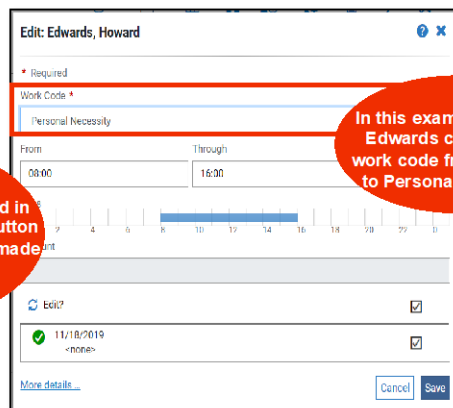 Edit: Edwards, Howard
* Required
Work Code *
Personal Necessity
In this exam
Edwards c
work code fr
to Persona
From
Through
08:00
16:00
d in
utton
made
2 4 6 8 10 12 14 16 18 20 22 0
unt
Edit?
11/18/2019
<none>
More details ...
Cancel
Save